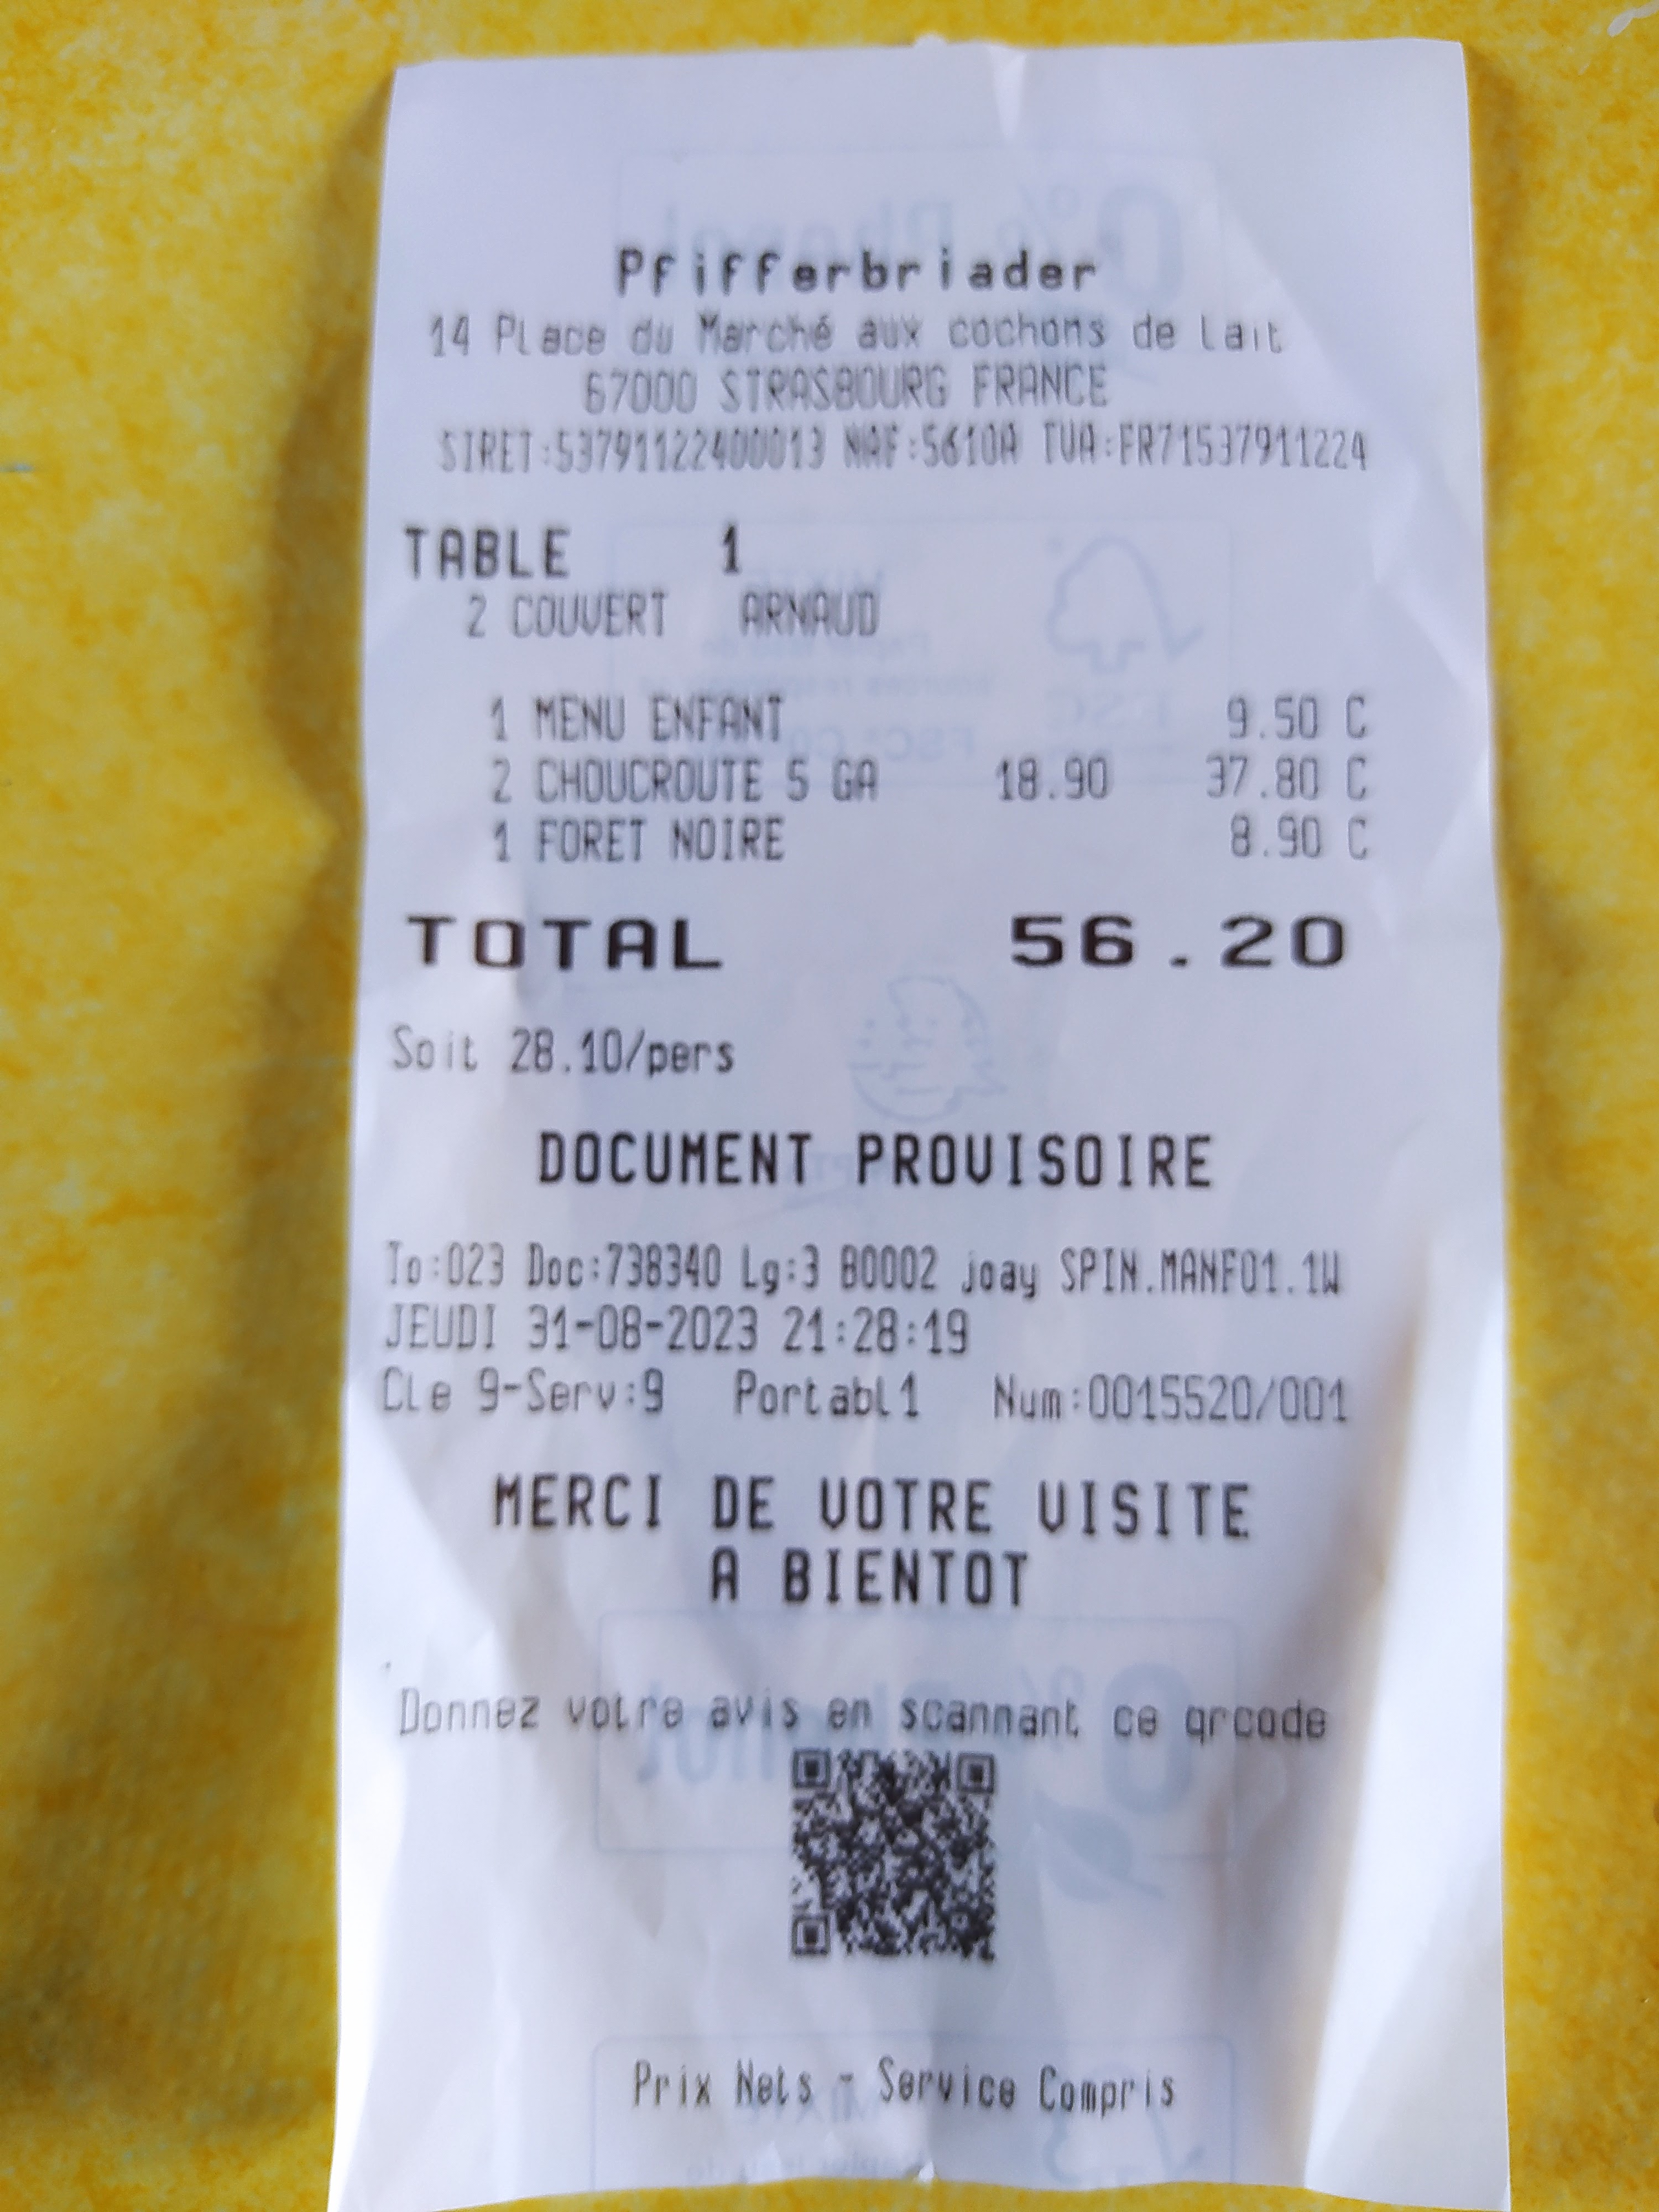 Pfifferbriader
14 Place du Marché aux cochons de lait
67000 STRASBOURG FRANCE
SIRET:53791122400013 NAF:5610A TVA:FR71537911224
TABLE 1
2 COUVERT ARNAUD
1 MENU ENFANT 9.50 C
2 CHOUCROUTE 5 GA 18.90 37.80 C
1 FORET NOIRE 8.90 C
TOTAL 56.20
Soit 28.10/pers
DOCUMENT PROVISOIRE
To:023 Doc:738340 Lg:3 B0002 joay SPIN.MANF01.1W
JEUDI 31-08-2023 21:28:19
Cle 9-Serv:9 Portabl1 Num:0015520/001
MERCI DE VOTRE VISITE
A BIENTOT
Donnez votre avis en scannant ce qrcode
Prix Nets - Service Compris